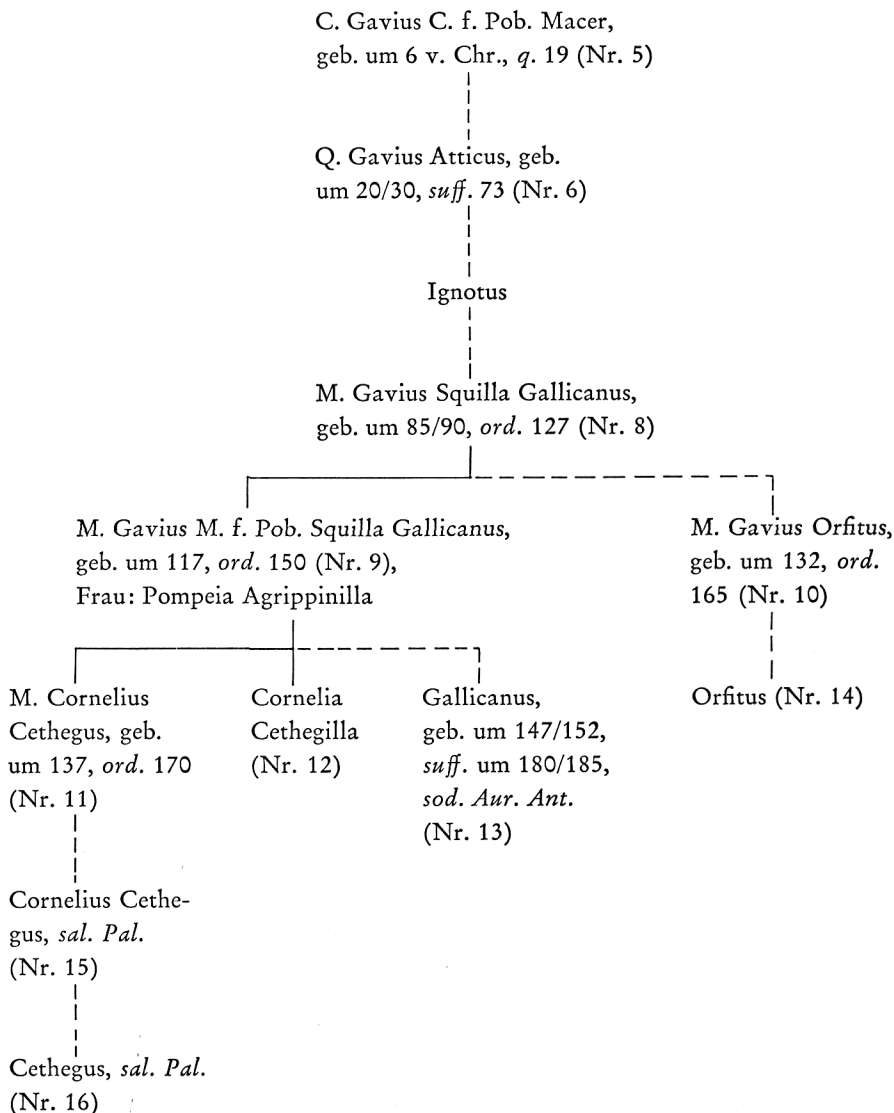 C. Gavius C. f. Pob. Macer,
geb. um 6 v. Chr., q. 19 (Nr. 5)
Q. Gavius Atticus, geb.
um 20/30, suff. 73 (Nr. 6)
Ignotus
M. Gavius Squilla Gallicanus,
geb. um 85/90, ord. 127 (Nr. 8)
M. Gavius M. f. Pob. Squilla Gallicanus,
geb. um 117, ord. 150 (Nr. 9),
Frau: Pompeia Agrippinilla
M. Gavius Orfitus,
geb. um 132, ord.
165 (Nr. 10)
M. Cornelius
Cethegus, geb.
um 137, ord. 170
(Nr. 11)
Cornelia
Cethegilla
(Nr. 12)
Gallicanus,
geb. um 147/152,
suff. um 180/185,
sod. Aur. Ant.
(Nr. 13)
Orfitus (Nr. 14)
Cornelius Cethe-
gus, sal. Pal.
(Nr. 15)
Cethegus, sal. Pal.
(Nr. 16)